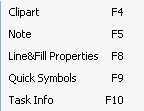 Clipart F4
Note F5
Line&Fill Properties F8
Quick Symbols F9
Task Info F10